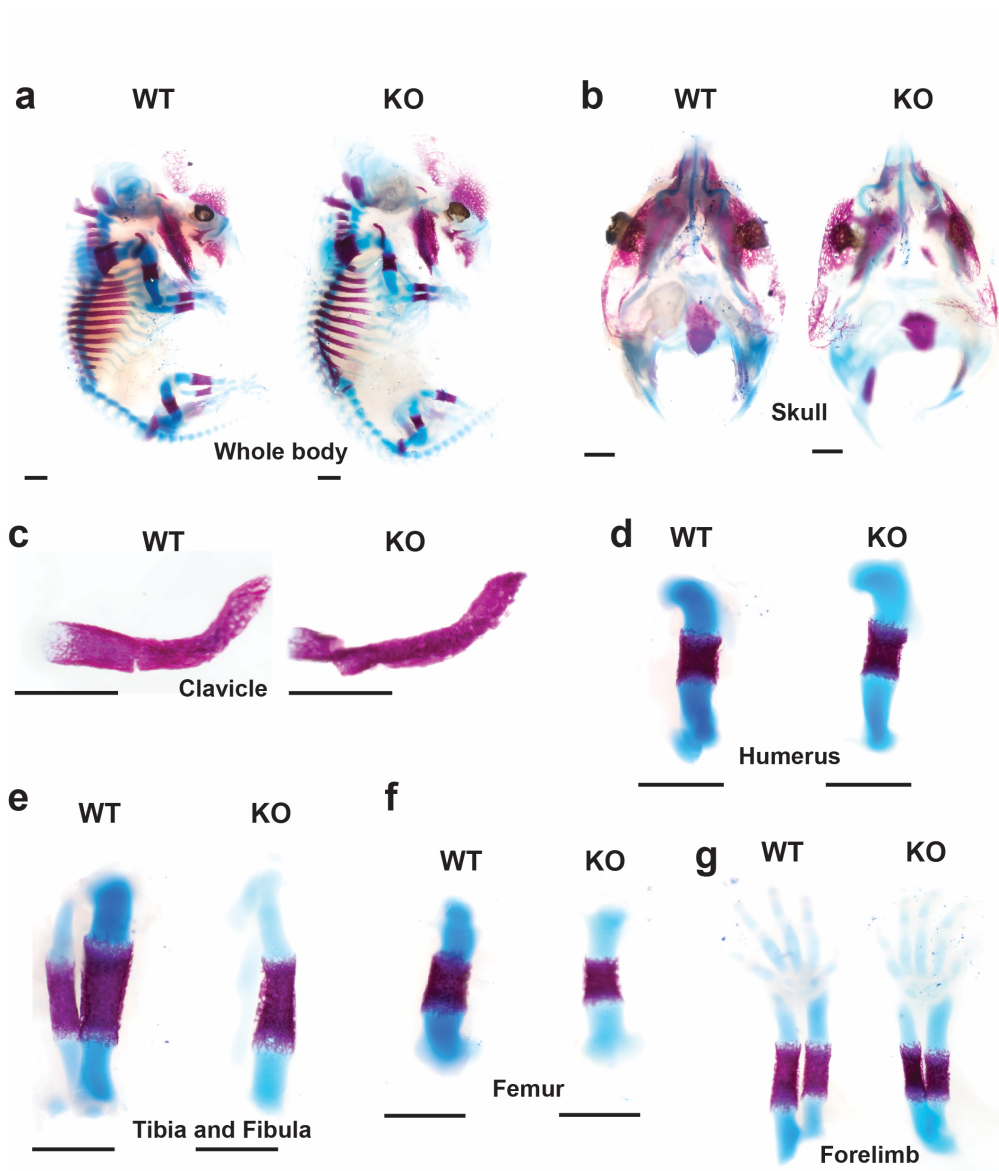 a WT KO
Whole body
b WT KO
Skull
c WT KO
Clavicle
d WT KO
Humerus
e WT KO
Tibia and Fibula
f WT KO
Femur
g WT KO
Forelimb